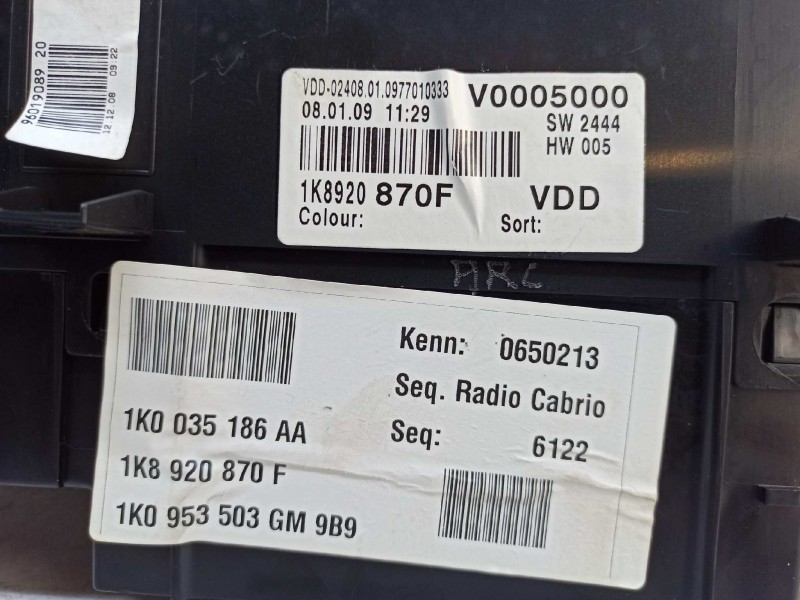 96019089 20
12.12.08 09:22
VDD-02408.01.0977010333
V0005000
08.01.09 11:29
SW 2444
HW 005
1K8920 870F
VDD
Colour:
Sort:
ARC
Kenn: 0650213
Seq. Radio Cabrio
1K0 035 186 AA
Seq: 6122
1K8 920 870 F
1K0 953 503 GM 9B9